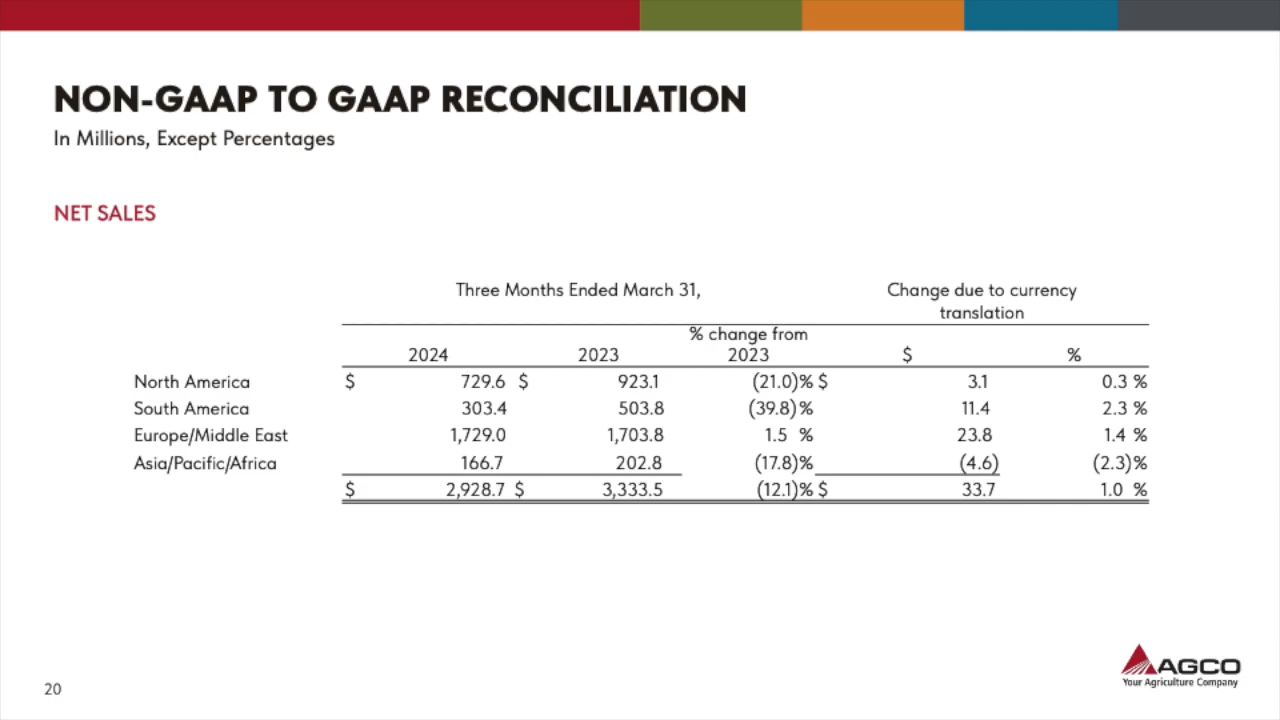 NON-GAAP TO GAAP RECONCILIATION
In Millions, Except Percentages
NET SALES
Three Months Ended March 31,
Change due to currency
translation
% change from
2024 2023 2023 $ %
North America $ 729.6 $ 923.1 (21.0)% $ 3.1 0.3 %
South America 303.4 503.8 (39.8)% 11.4 2.3 %
Europe/Middle East 1,729.0 1,703.8 1.5 % 23.8 1.4 %
Asia/Pacific/Africa 166.7 202.8 (17.8)% (4.6) (2.3)%
$ 2,928.7 $ 3,333.5 (12.1)% $ 33.7 1.0 %
AGCO
Your Agriculture Company
20